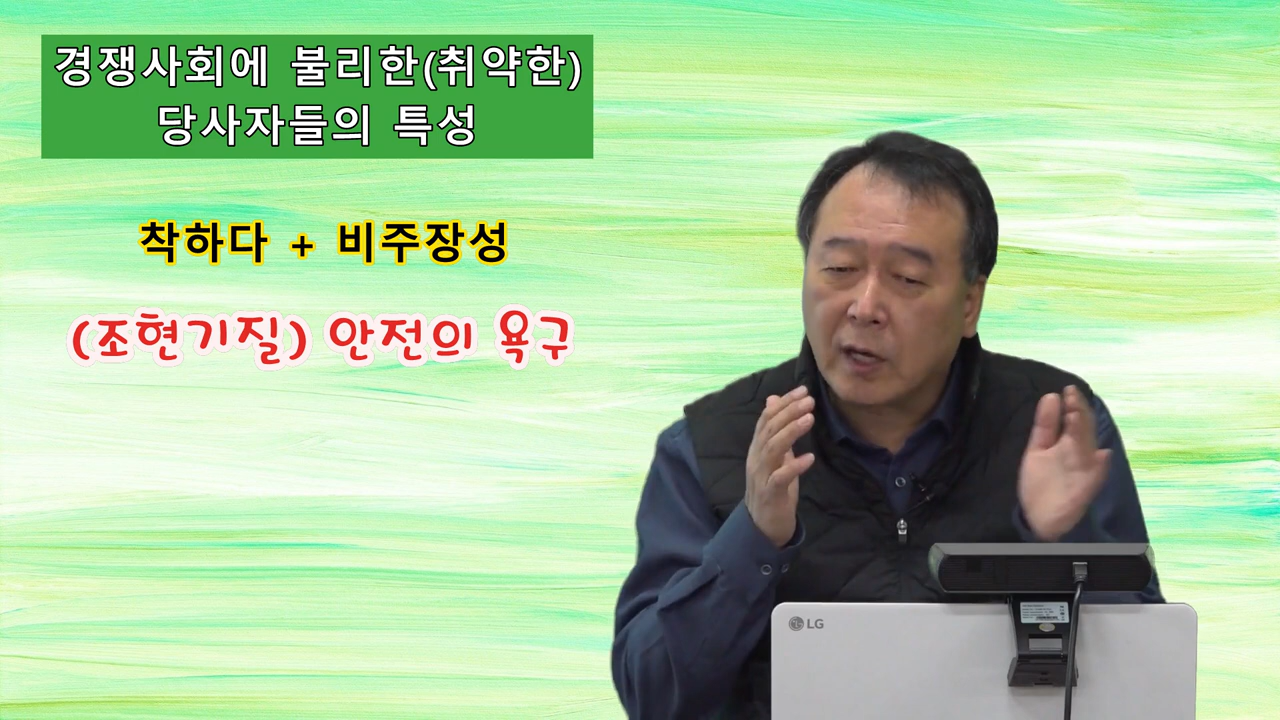 경쟁사회에 불리한(취약한)
당사자들의 특성
착하다 + 비주장성
(조현기질) 안전의 욕구
LG